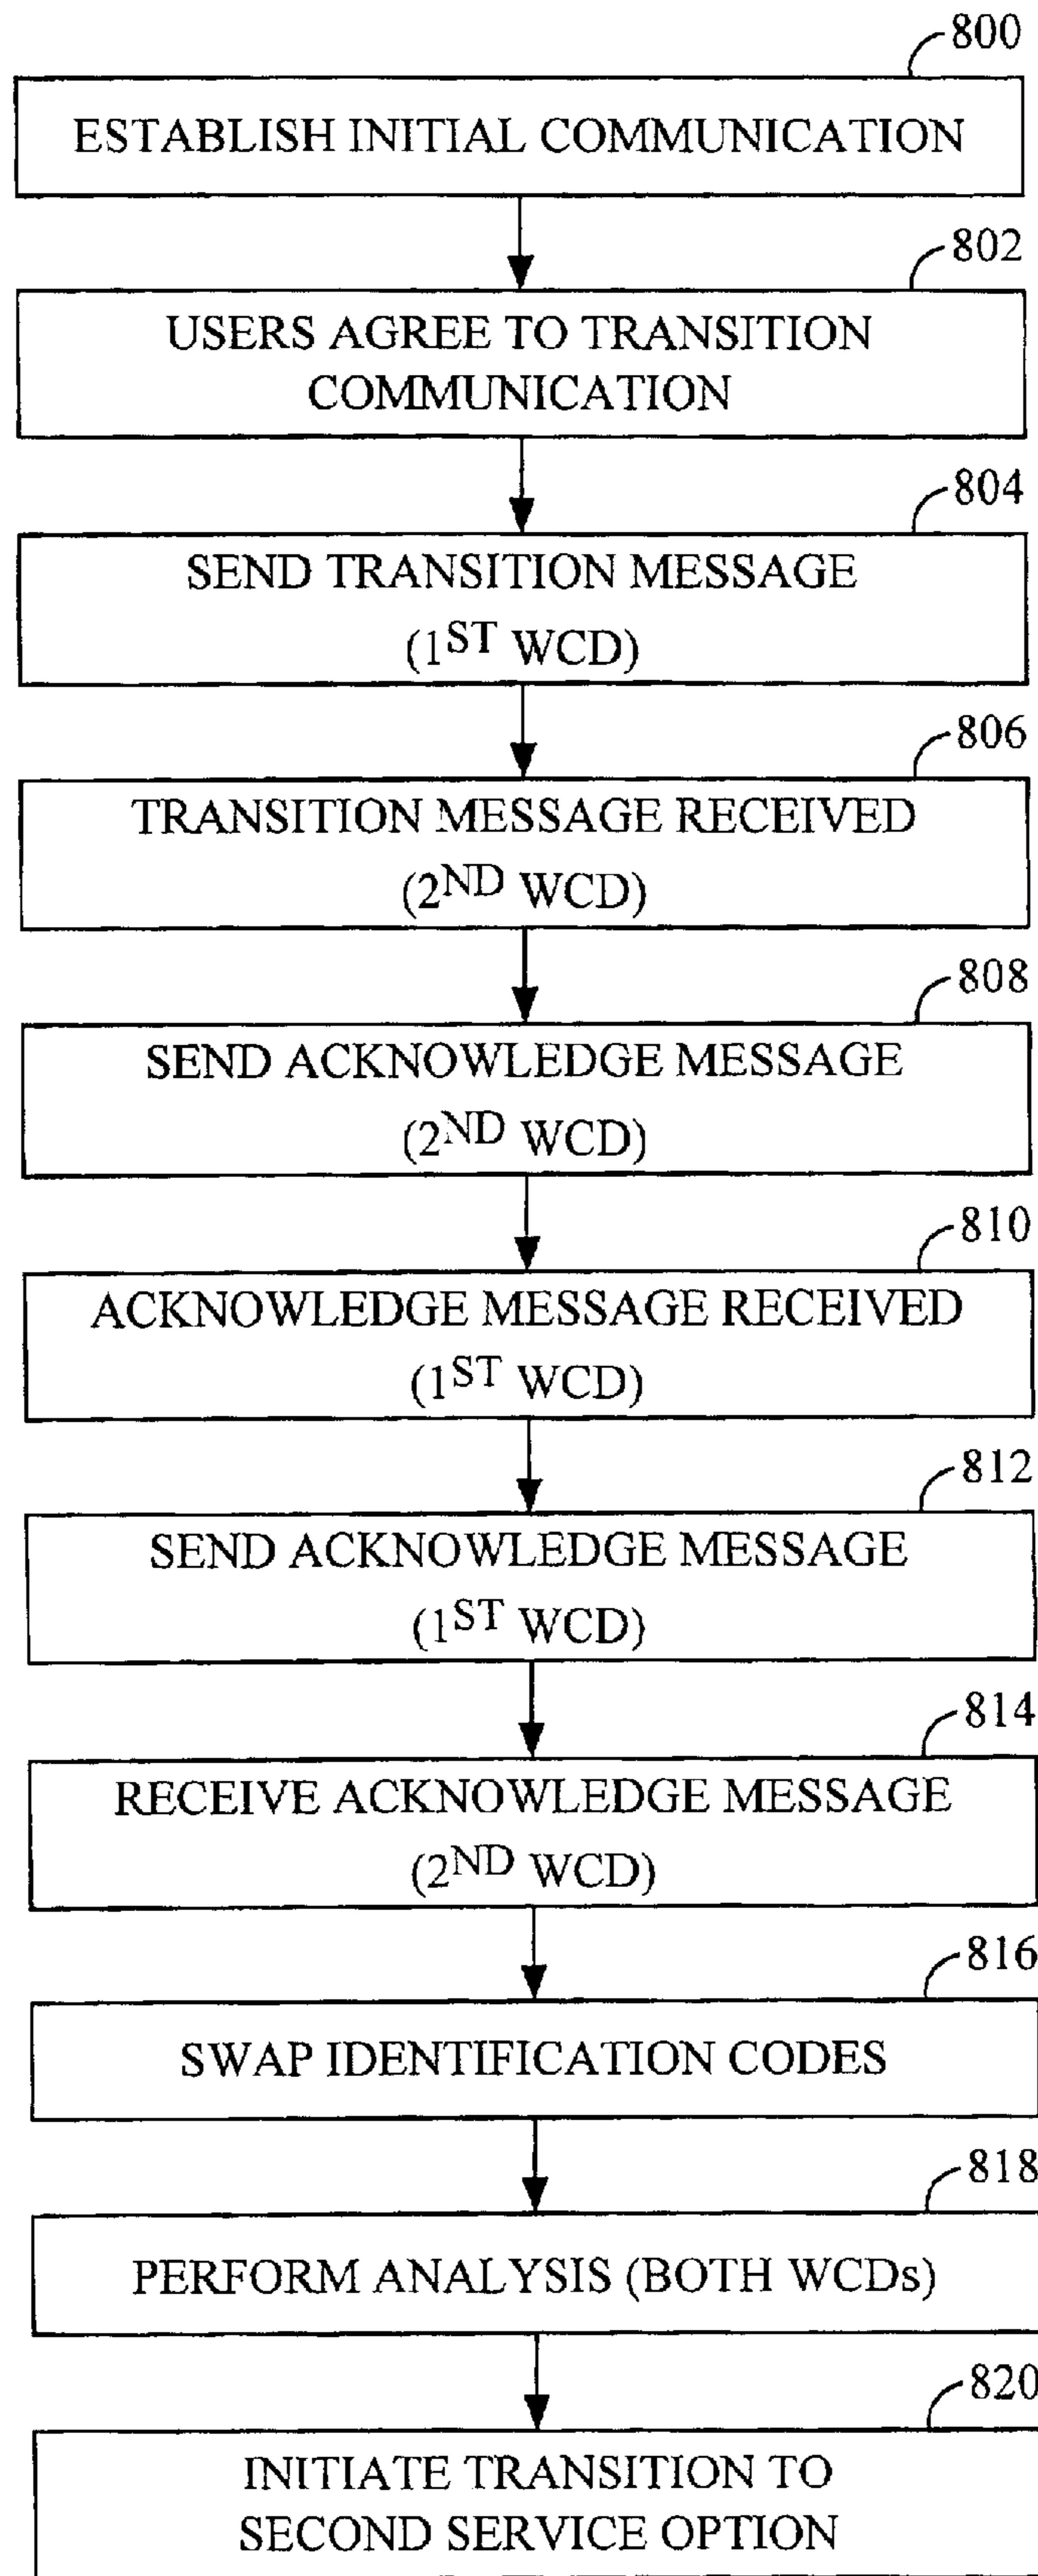 800
ESTABLISH INITIAL COMMUNICATION
802
USERS AGREE TO TRANSITION
COMMUNICATION
804
SEND TRANSITION MESSAGE
(1ST WCD)
806
TRANSITION MESSAGE RECEIVED
(2ND WCD)
808
SEND ACKNOWLEDGE MESSAGE
(2ND WCD)
810
ACKNOWLEDGE MESSAGE RECEIVED
(1ST WCD)
812
SEND ACKNOWLEDGE MESSAGE
(1ST WCD)
814
RECEIVE ACKNOWLEDGE MESSAGE
(2ND WCD)
816
SWAP IDENTIFICATION CODES
818
PERFORM ANALYSIS (BOTH WCDs)
820
INITIATE TRANSITION TO
SECOND SERVICE OPTION